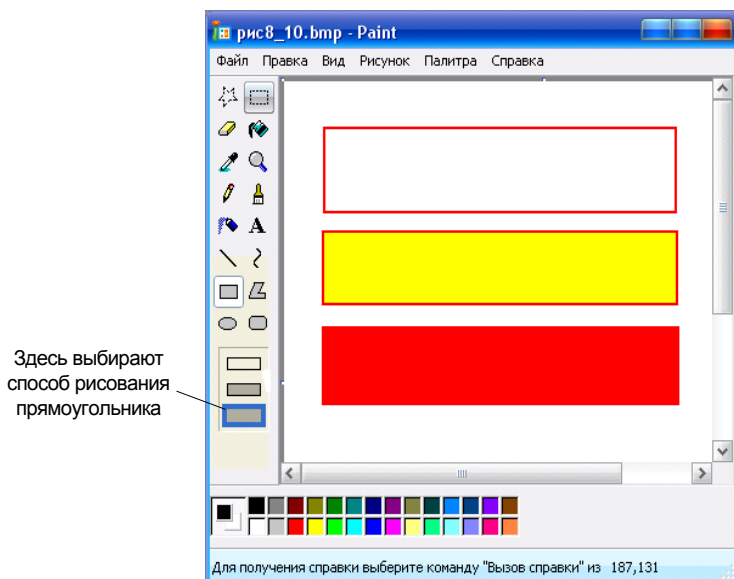 рис8_10.bmp - Paint
Файл Правка Вид Рисунок Палитра Справка
A
Здесь выбирают
способ рисования
прямоугольника
Для получения справки выберите команду "Вызов справки" из 187,131